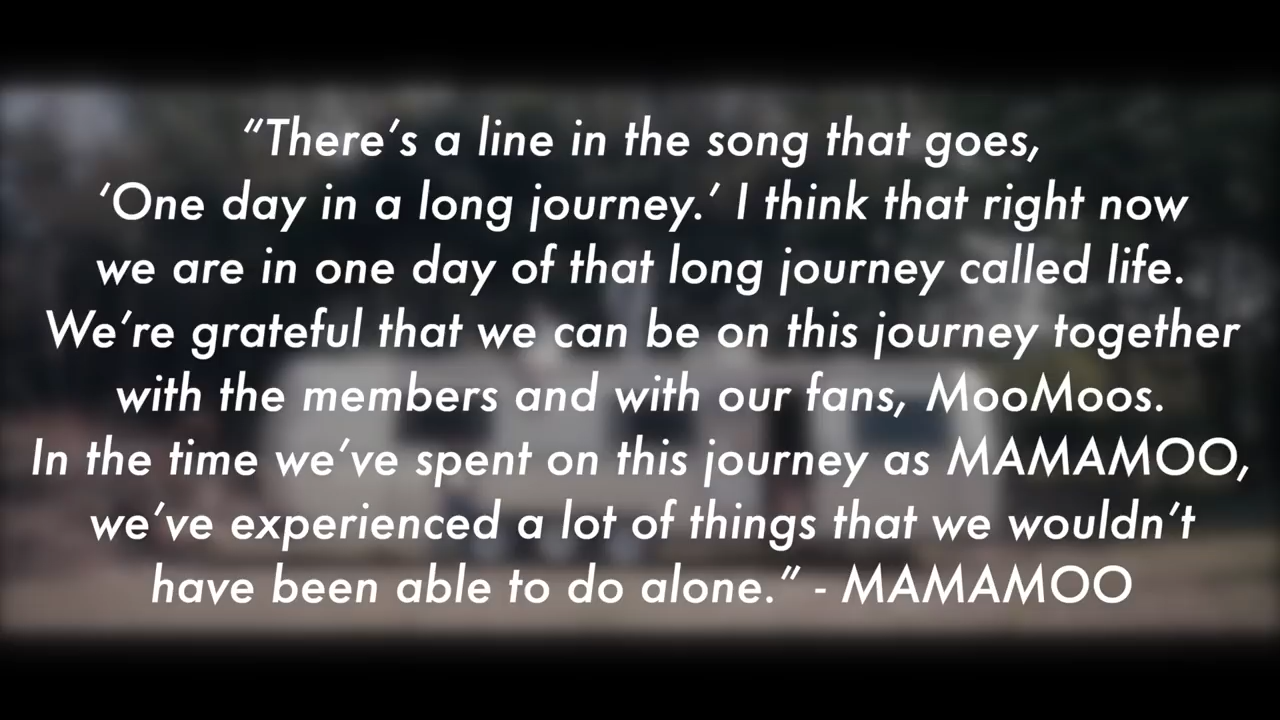 “There’s a line in the song that goes,
‘One day in a long journey.’ I think that right now
we are in one day of that long journey called life.
We’re grateful that we can be on this journey together
with the members and with our fans, MooMoos.
In the time we’ve spent on this journey as MAMAMOO,
we’ve experienced a lot of things that we wouldn’t
have been able to do alone.” - MAMAMOO